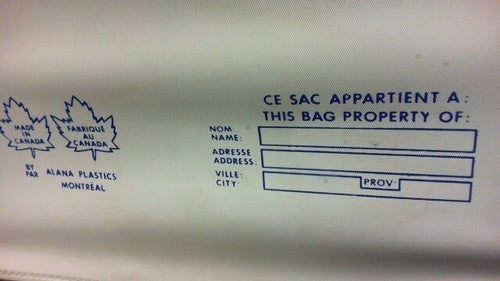 MADE
IN
CANADA
FABRIQUÉ
AU
CANADA
BY
PAR
ALANA PLASTICS
MONTRÉAL
CE SAC APPARTIENT A:
THIS BAG PROPERTY OF:
NOM
NAME:
ADRESSE
ADDRESS
VILLE:
CITY:
PROV·